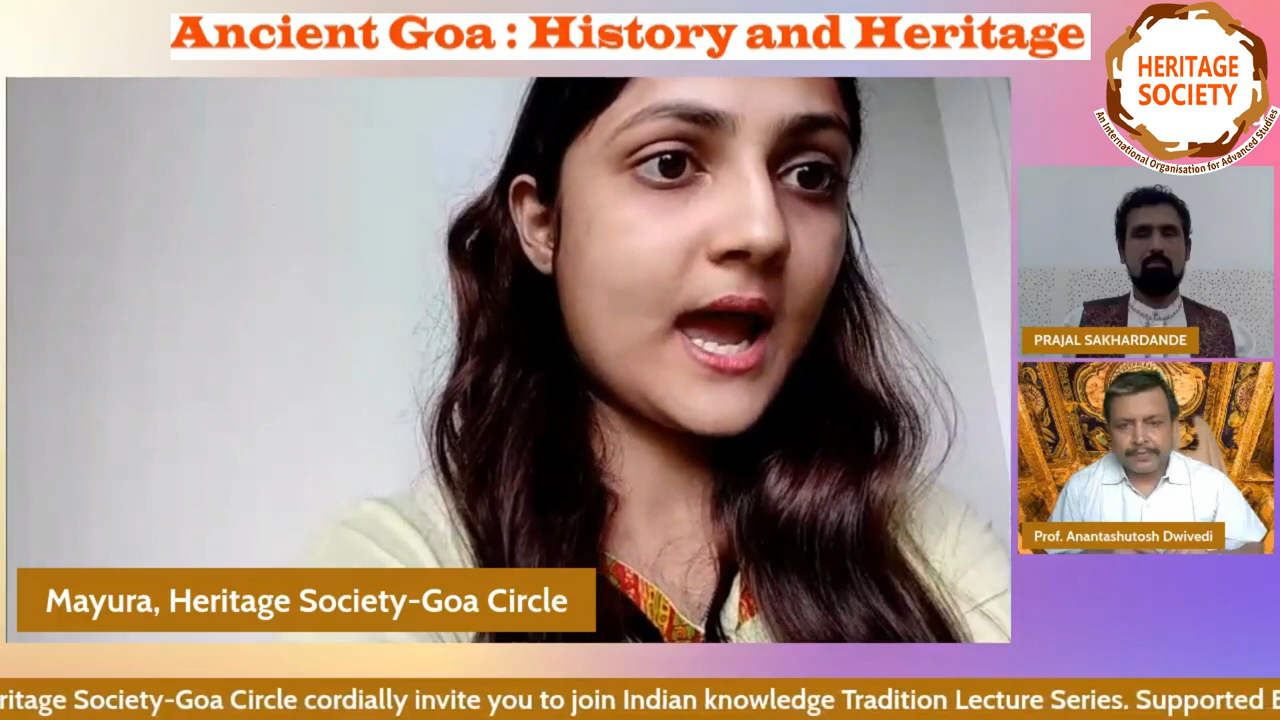 Ancient Goa : History and Heritage
HERITAGE
SOCIETY
An International Organisation for Advanced Studies
PRAJAL SAKHARDANDE
Prof. Anantashutosh Dwivedi
Mayura, Heritage Society-Goa Circle
ritage Society-Goa Circle cordially invite you to join Indian knowledge Tradition Lecture Series. Supported